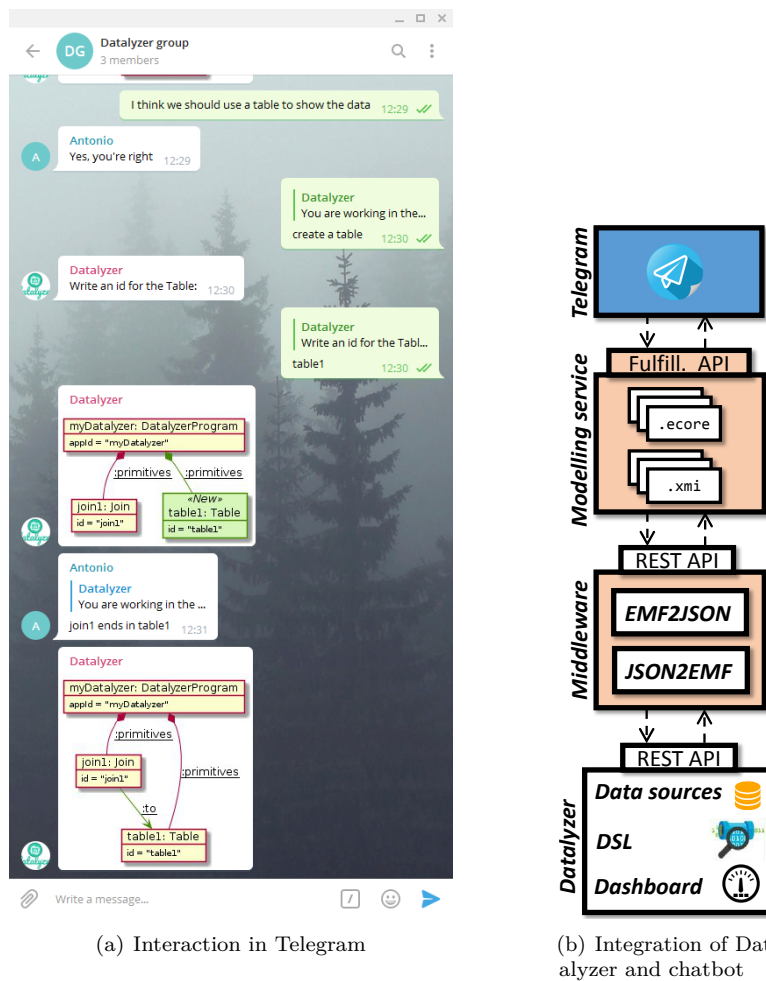 DG
Datalyzer group
3 members
I think we should use a table to show the data 12:29
Antonio
A
Yes, you're right 12:29
Datalyzer
You are working in the...
create a table 12:30
Datalyzer
Write an id for the Table: 12:30
Datalyzer
Write an id for the Tabl...
table1 12:30
Datalyzer
myDatalyzer: DatalyzerProgram
appId = "myDatalyzer"
:primitives :primitives
«New»
join1: Join
id = "join1"
table1: Table
id = "table1"
Antonio
Datalyzer
You are working in the ...
A
join1 ends in table1 12:31
Datalyzer
myDatalyzer: DatalyzerProgram
appId = "myDatalyzer"
:primitives
join1: Join
id = "join1"
:primitives
:to
table1: Table
id = "table1"
Write a message...
/
(a) Interaction in Telegram
Telegram
Fulfill. API
Modelling service
.ecore
.xmi
REST API
Middleware
EMF2JSON
JSON2EMF
REST API
Datalyzer
Data sources
DSL
Dashboard
(b) Integration of Dat
alyzer and chatbot